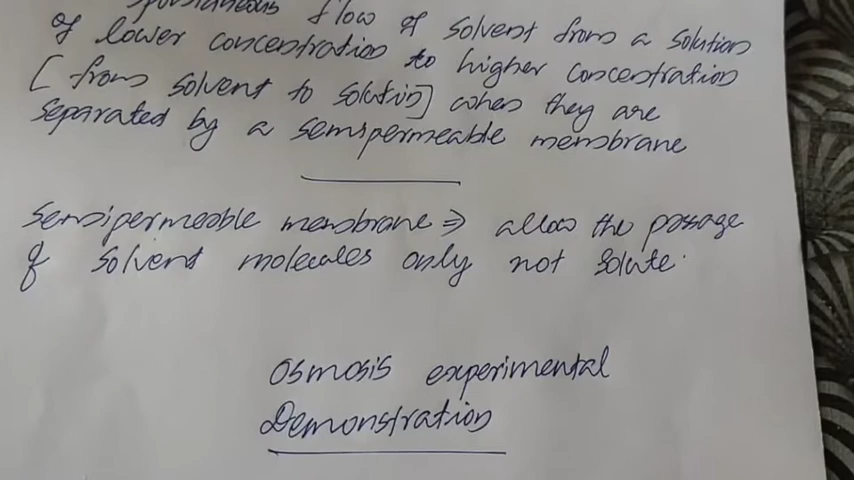 spontaneous flow of solvent from a solution
of lower concentration to higher concentration
[from solvent to solution] when they are
separated by a semipermeable membrane
semipermeable membrane ⇒ allow the passage
of solvent molecules only not solute.
Osmosis experimental
Demonstration